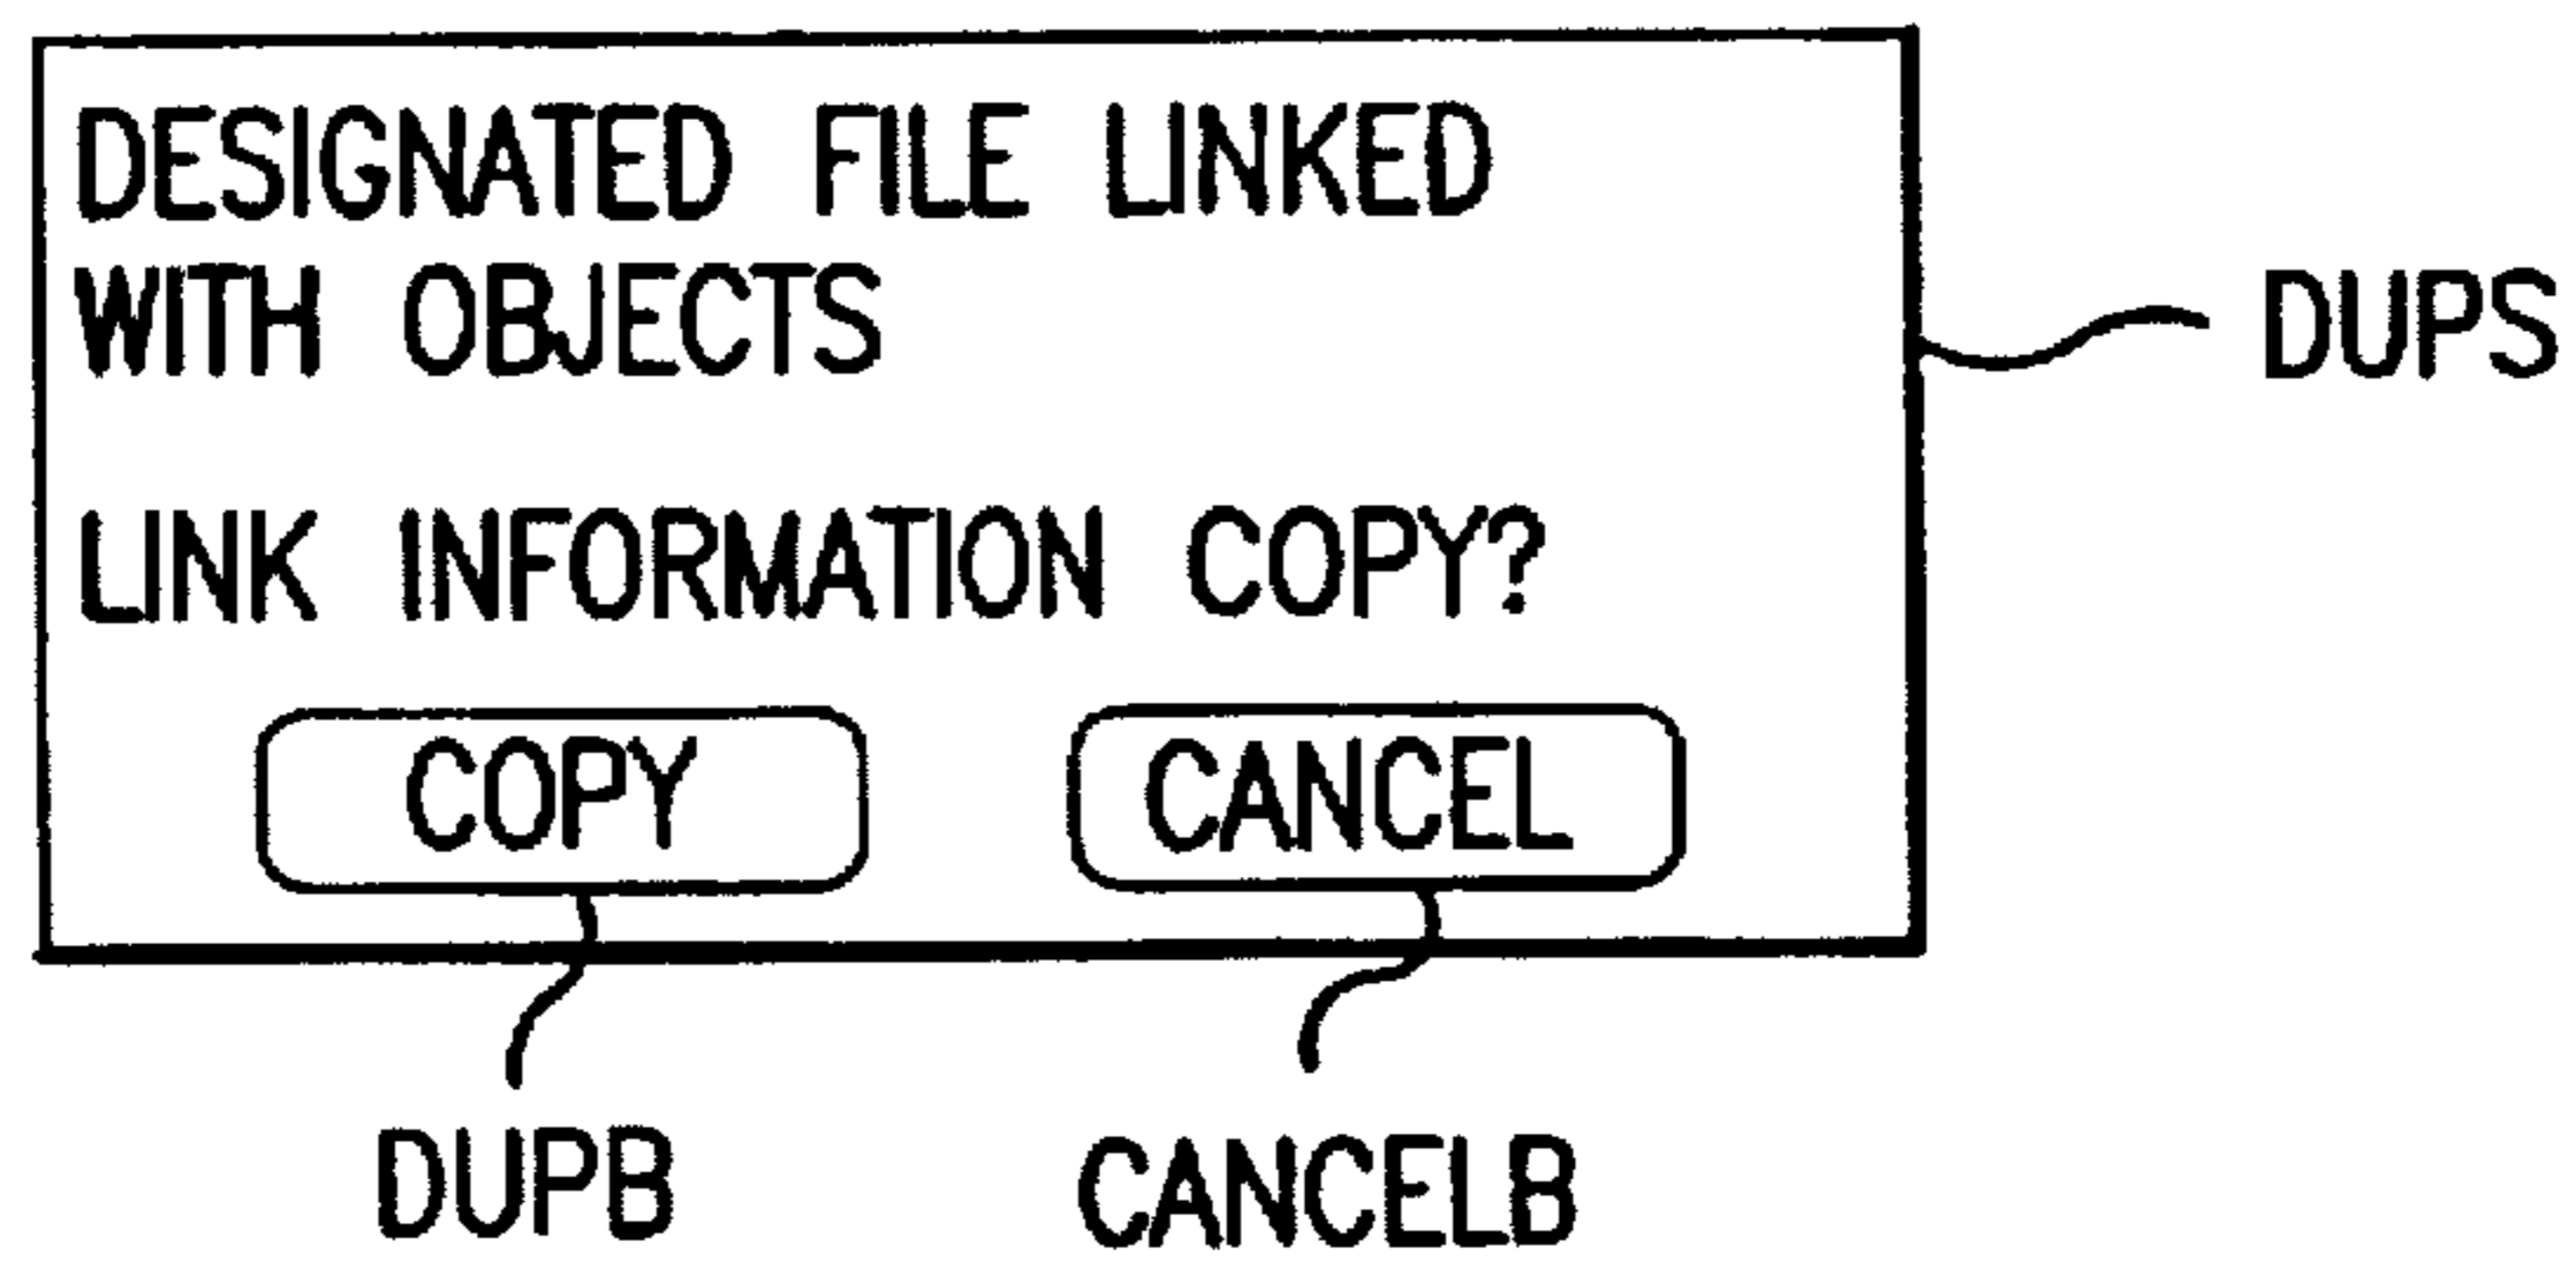 DESIGNATED FILE LINKED
WITH OBJECTS
DUPS
LINK INFORMATION COPY?
COPY CANCEL
DUPB CANCELB